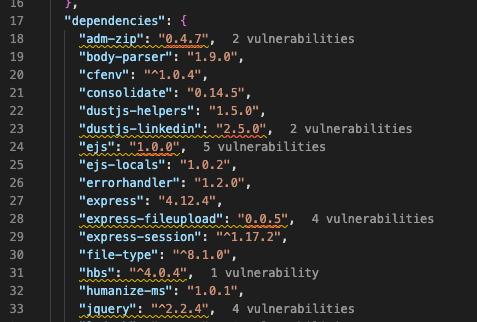 16 },
17 "dependencies": {
18 "adm-zip": "0.4.7", 2 vulnerabilities
19 "body-parser": "1.9.0",
20 "cfenv": "^1.0.4",
21 "consolidate": "0.14.5",
22 "dustjs-helpers": "1.5.0",
23 "dustjs-linkedin": "2.5.0", 2 vulnerabilities
24 "ejs": "1.0.0", 5 vulnerabilities
25 "ejs-locals": "1.0.2",
26 "errorhandler": "1.2.0",
27 "express": "4.12.4",
28 "express-fileupload": "0.0.5", 4 vulnerabilities
29 "express-session": "^1.17.2",
30 "file-type": "^8.1.0",
31 "hbs": "^4.0.4", 1 vulnerability
32 "humanize-ms": "1.0.1",
33 "jquery": "^2.2.4", 4 vulnerabilities